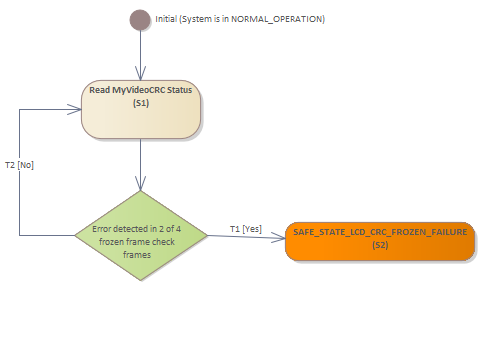 Initial (System is in NORMAL_OPERATION)
Read MyVideoCRC Status
(S1)
T2 [No]
Error detected in 2 of 4
frozen frame check
frames
T1 [Yes]
SAFE_STATE_LCD_CRC_FROZEN_FAILURE
(S2)